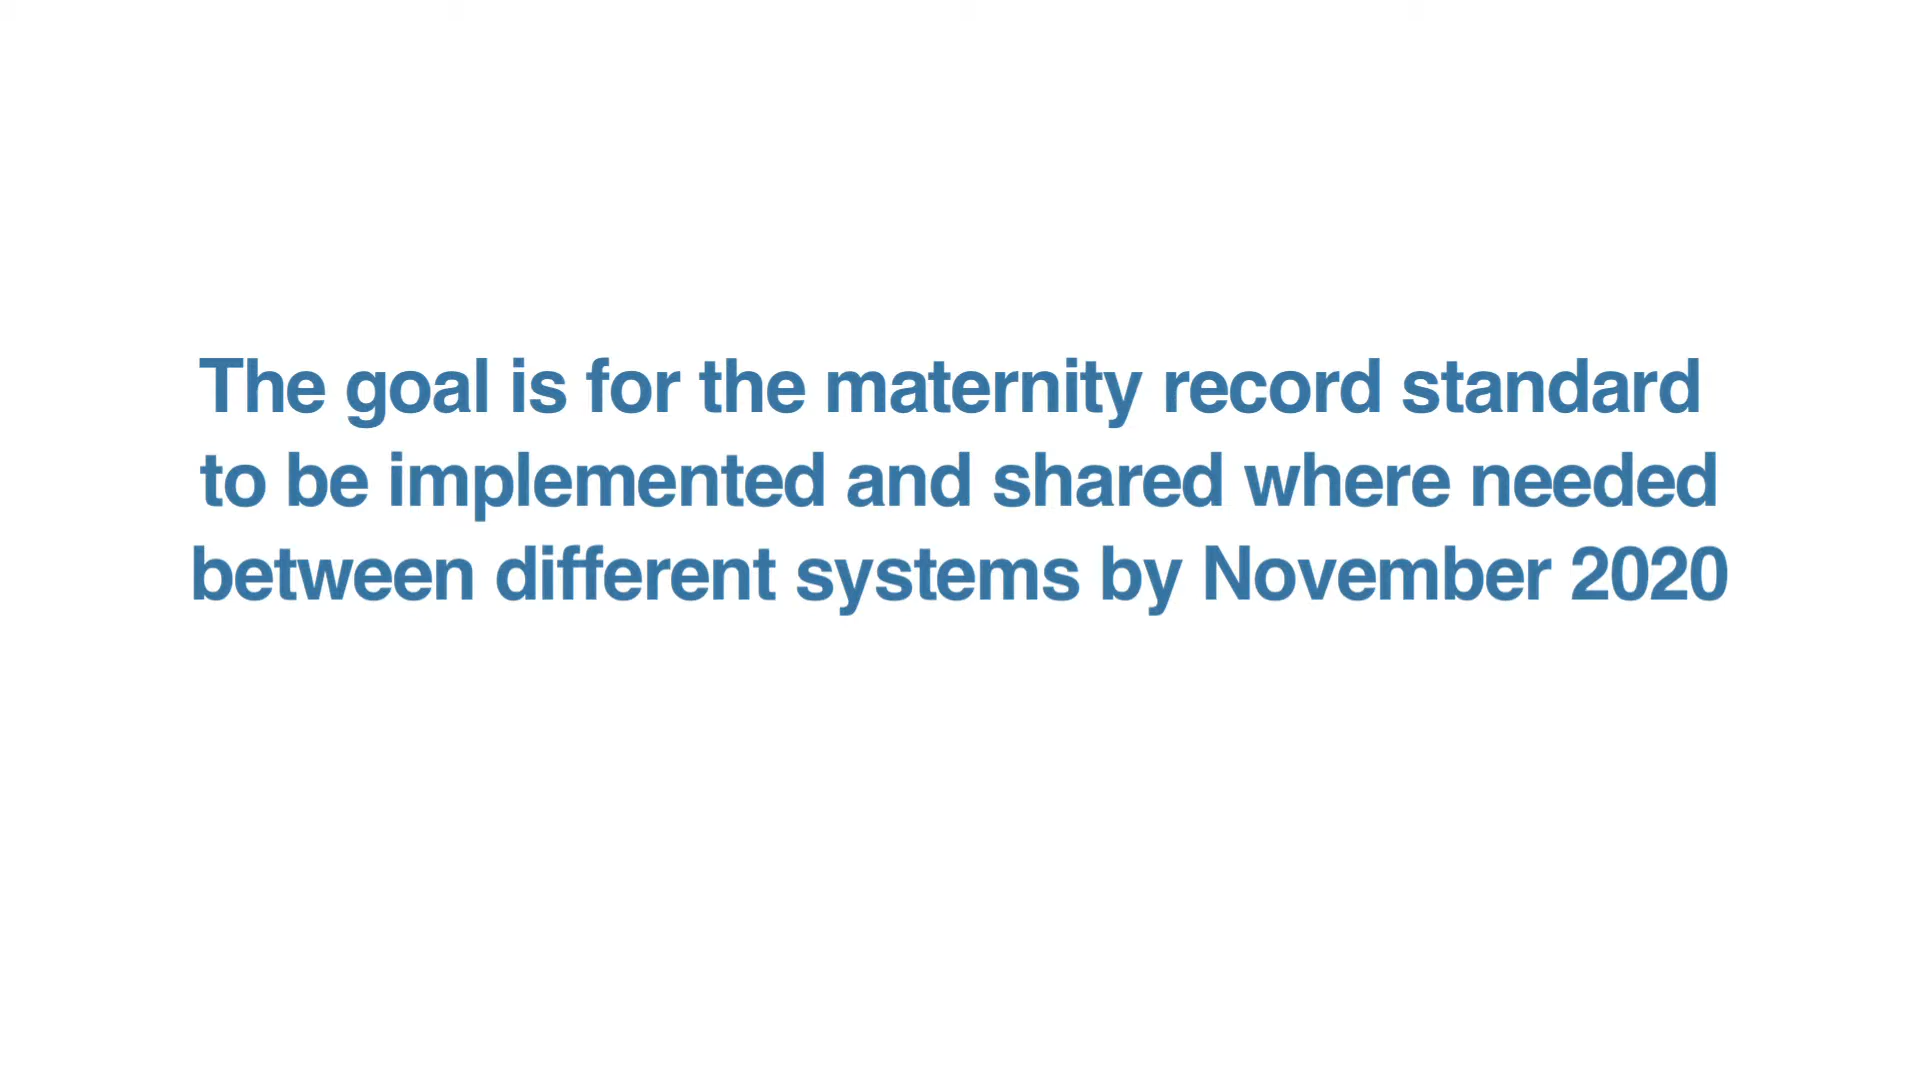 The goal is for the maternity record standard
to be implemented and shared where needed
between different systems by November 2020